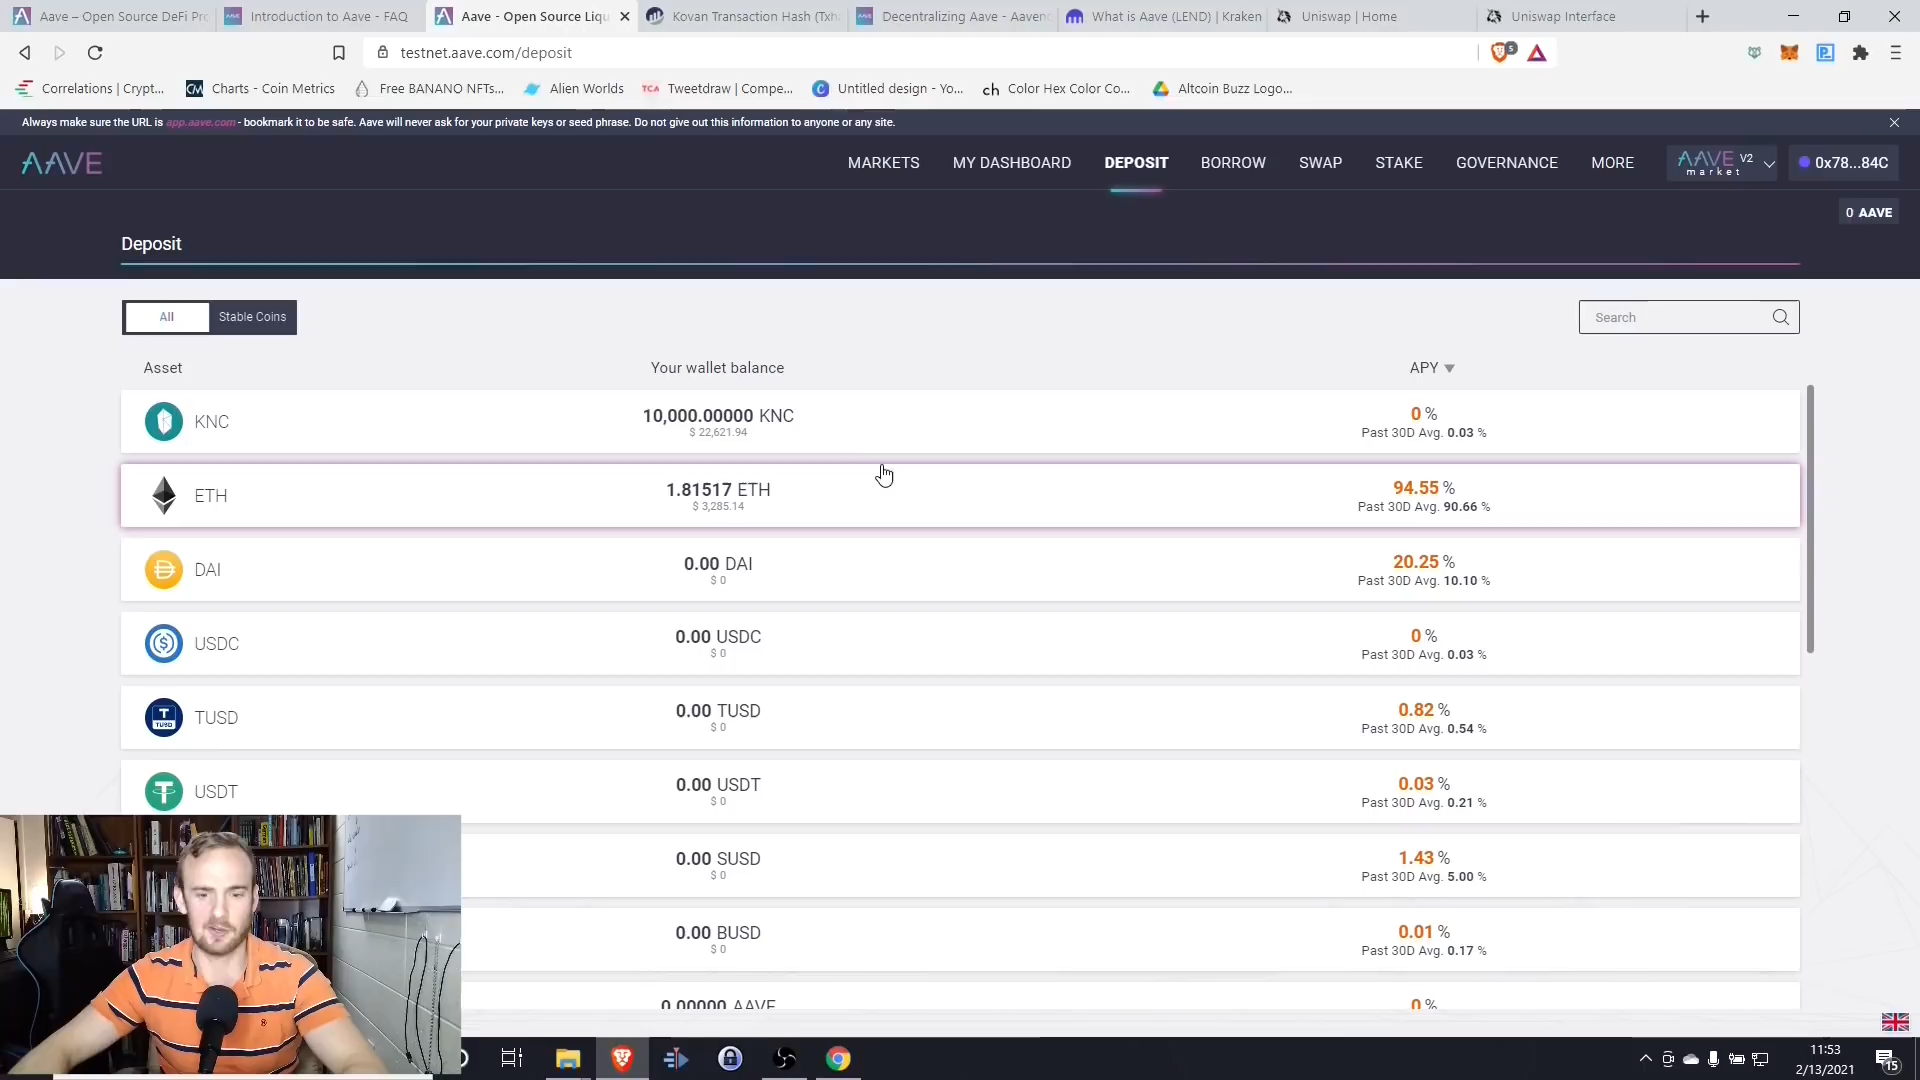 Aave – Open Source DeFi Pro
Introduction to Aave - FAQ
Aave - Open Source Liqu
Kovan Transaction Hash (Txh
Decentralizing Aave - Aaveno
What is Aave (LEND) | Kraken
Uniswap | Home
Uniswap Interface
testnet.aave.com/deposit
5
Correlations | Crypt...
CM
Charts - Coin Metrics
Free BANANO NFTs...
Alien Worlds
TCA
Tweetdraw | Compe...
Untitled design - Yo...
ch
Color Hex Color Co...
Altcoin Buzz Logo...
Always make sure the URL is app.aave.com - bookmark it to be safe. Aave will never ask for your private keys or seed phrase. Do not give out this information to anyone or any site.
AAVE
MARKETS
MY DASHBOARD
DEPOSIT
BORROW
SWAP
STAKE
GOVERNANCE
MORE
AAVE V2
market
0x78...84C
0 AAVE
Deposit
All
Stable Coins
Search
Asset
Your wallet balance
APY
KNC
10,000.00000 KNC
$ 22,621.94
0 %
Past 30D Avg. 0.03 %
ETH
1.81517 ETH
$ 3,285.14
94.55 %
Past 30D Avg. 90.66 %
DAI
0.00 DAI
$ 0
20.25 %
Past 30D Avg. 10.10 %
USDC
0.00 USDC
$ 0
0 %
Past 30D Avg. 0.03 %
TUSD
TUSD
0.00 TUSD
$ 0
0.82 %
Past 30D Avg. 0.54 %
USDT
0.00 USDT
$ 0
0.03 %
Past 30D Avg. 0.21 %
0.00 SUSD
$ 0
1.43 %
Past 30D Avg. 5.00 %
0.00 BUSD
$ 0
0.01 %
Past 30D Avg. 0.17 %
0.00000 AAVE
0 %
11:53
2/13/2021
15